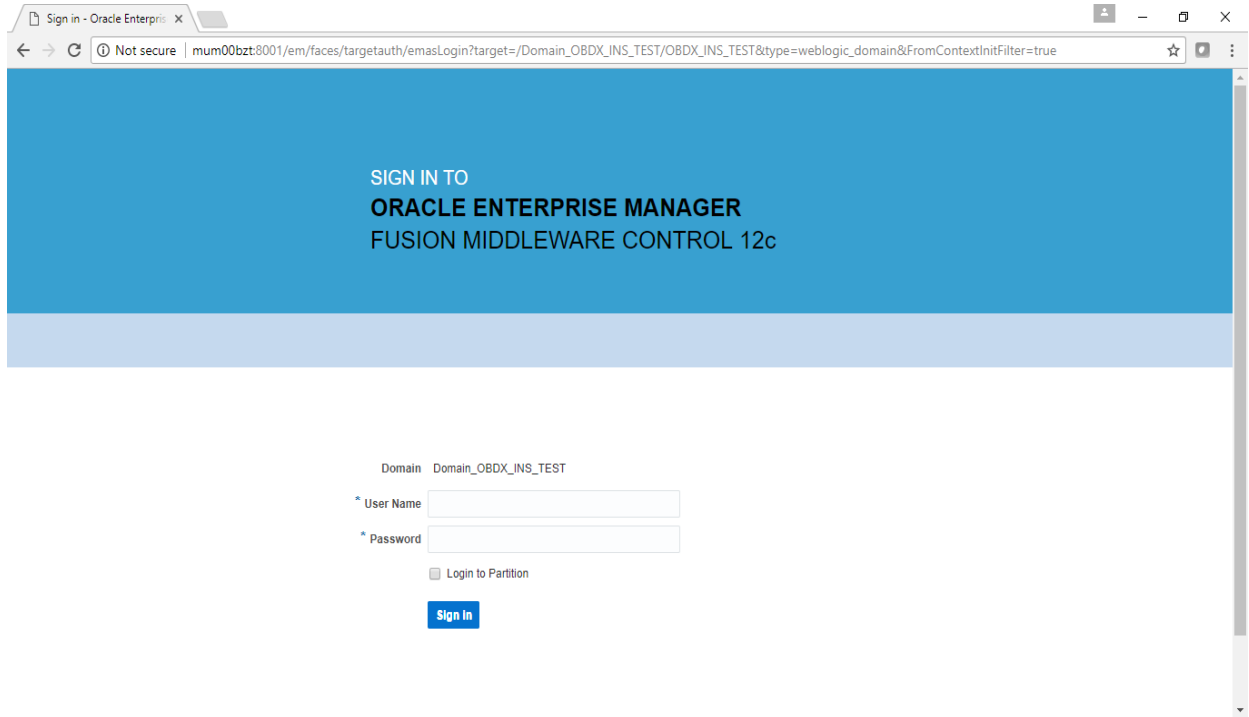 Sign in - Oracle Enterpris
Not secure | mum00bzt:8001/em/faces/targetauth/emasLogin?target=/Domain_OBDX_INS_TEST/OBDX_INS_TEST&type=weblogic_domain&FromContextInitFilter=true
SIGN IN TO
ORACLE ENTERPRISE MANAGER
FUSION MIDDLEWARE CONTROL 12c
Domain Domain_OBDX_INS_TEST
* User Name
* Password
Login to Partition
Sign in